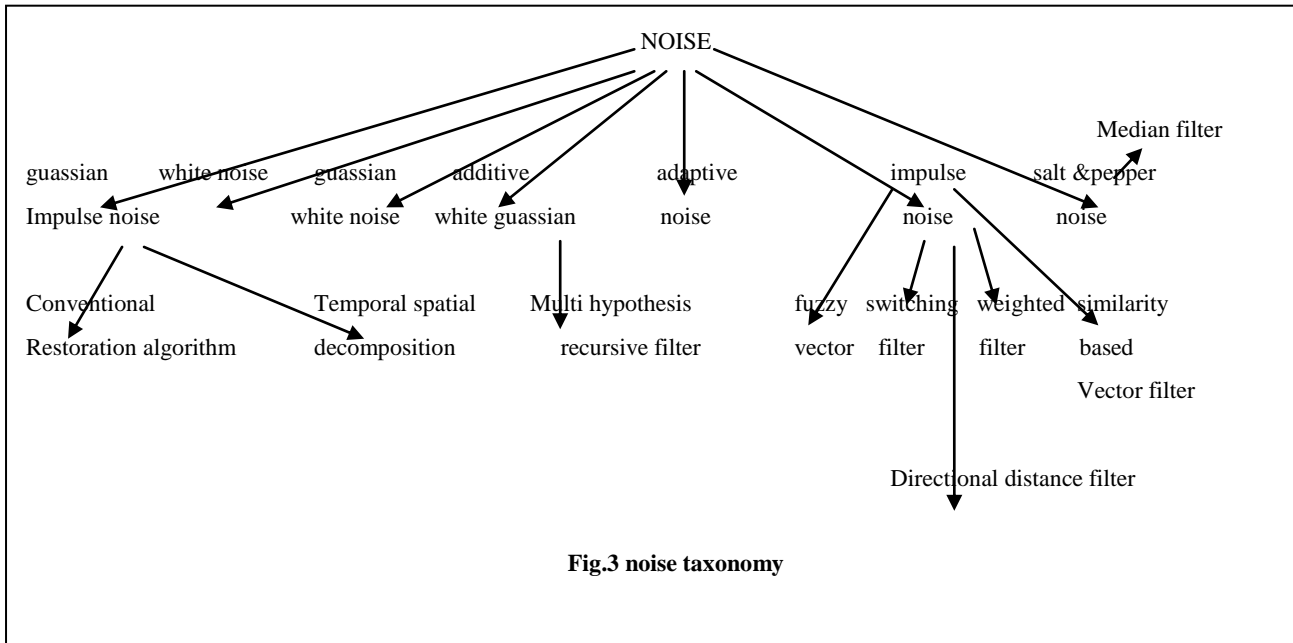 NOISE
Median filter
guassian white noise guassian additive adaptive impulse salt &pepper
Impulse noise white noise white guassian noise noise noise
Conventional Temporal spatial Multi hypothesis fuzzy switching weighted similarity
Restoration algorithm decomposition recursive filter vector filter filter based
Vector filter
Directional distance filter
Fig.3 noise taxonomy